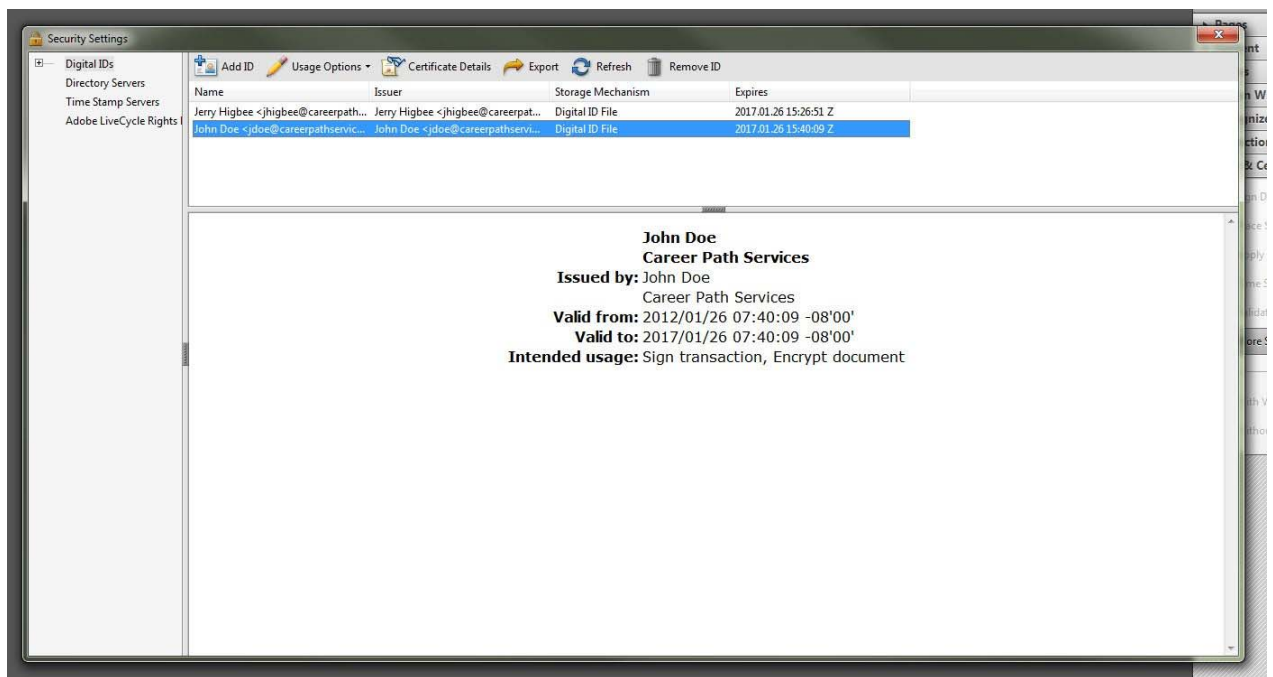 Security Settings
Digital IDs
Directory Servers
Time Stamp Servers
Adobe LiveCycle Rights
Add ID Usage Options Certificate Details Export Refresh Remove ID
Name Issuer Storage Mechanism Expires
Jerry Higbee <jhigbee@careerpath... Jerry Higbee <jhigbee@careerpat... Digital ID File 2017.01.26 15:26:51 Z
John Doe <jdoe@careerpathservic... John Doe <jdoe@careerpathservi... Digital ID File 2017.01.26 15:40:09 Z
John Doe
Career Path Services
Issued by: John Doe
Career Path Services
Valid from: 2012/01/26 07:40:09 -08'00'
Valid to: 2017/01/26 07:40:09 -08'00'
Intended usage: Sign transaction, Encrypt document